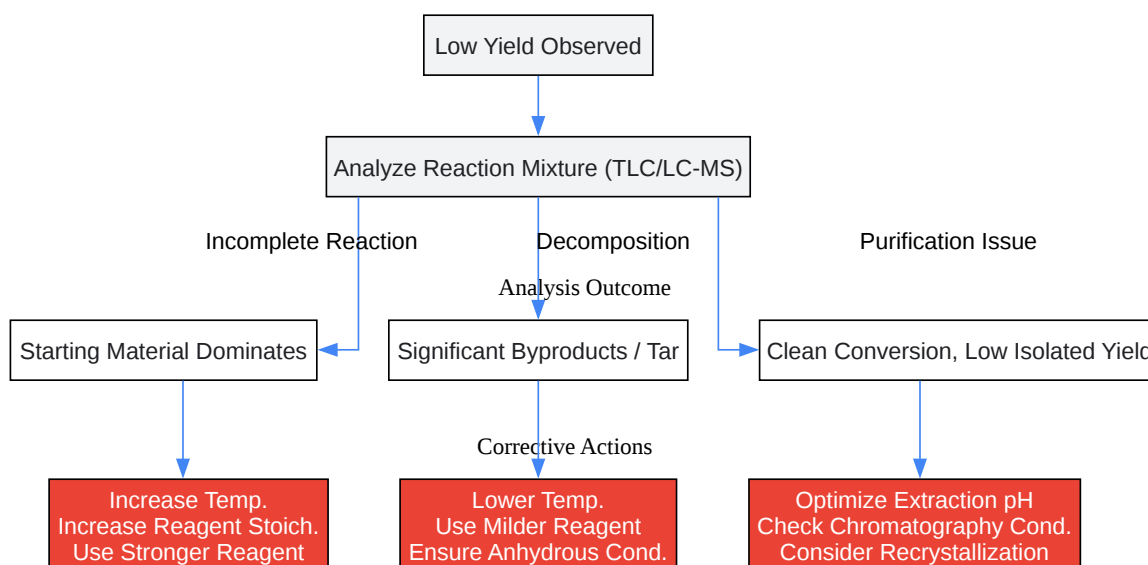 Low Yield Observed
Analyze Reaction Mixture (TLC/LC-MS)
Incomplete Reaction
Decomposition
Purification Issue
Analysis Outcome
Starting Material Dominates
Significant Byproducts / Tar
Clean Conversion, Low Isolated Yield
Corrective Actions
Increase Temp.
Increase Reagent Stoich.
Use Stronger Reagent
Lower Temp.
Use Milder Reagent
Ensure Anhydrous Cond.
Optimize Extraction pH
Check Chromatography Cond.
Consider Recrystallization